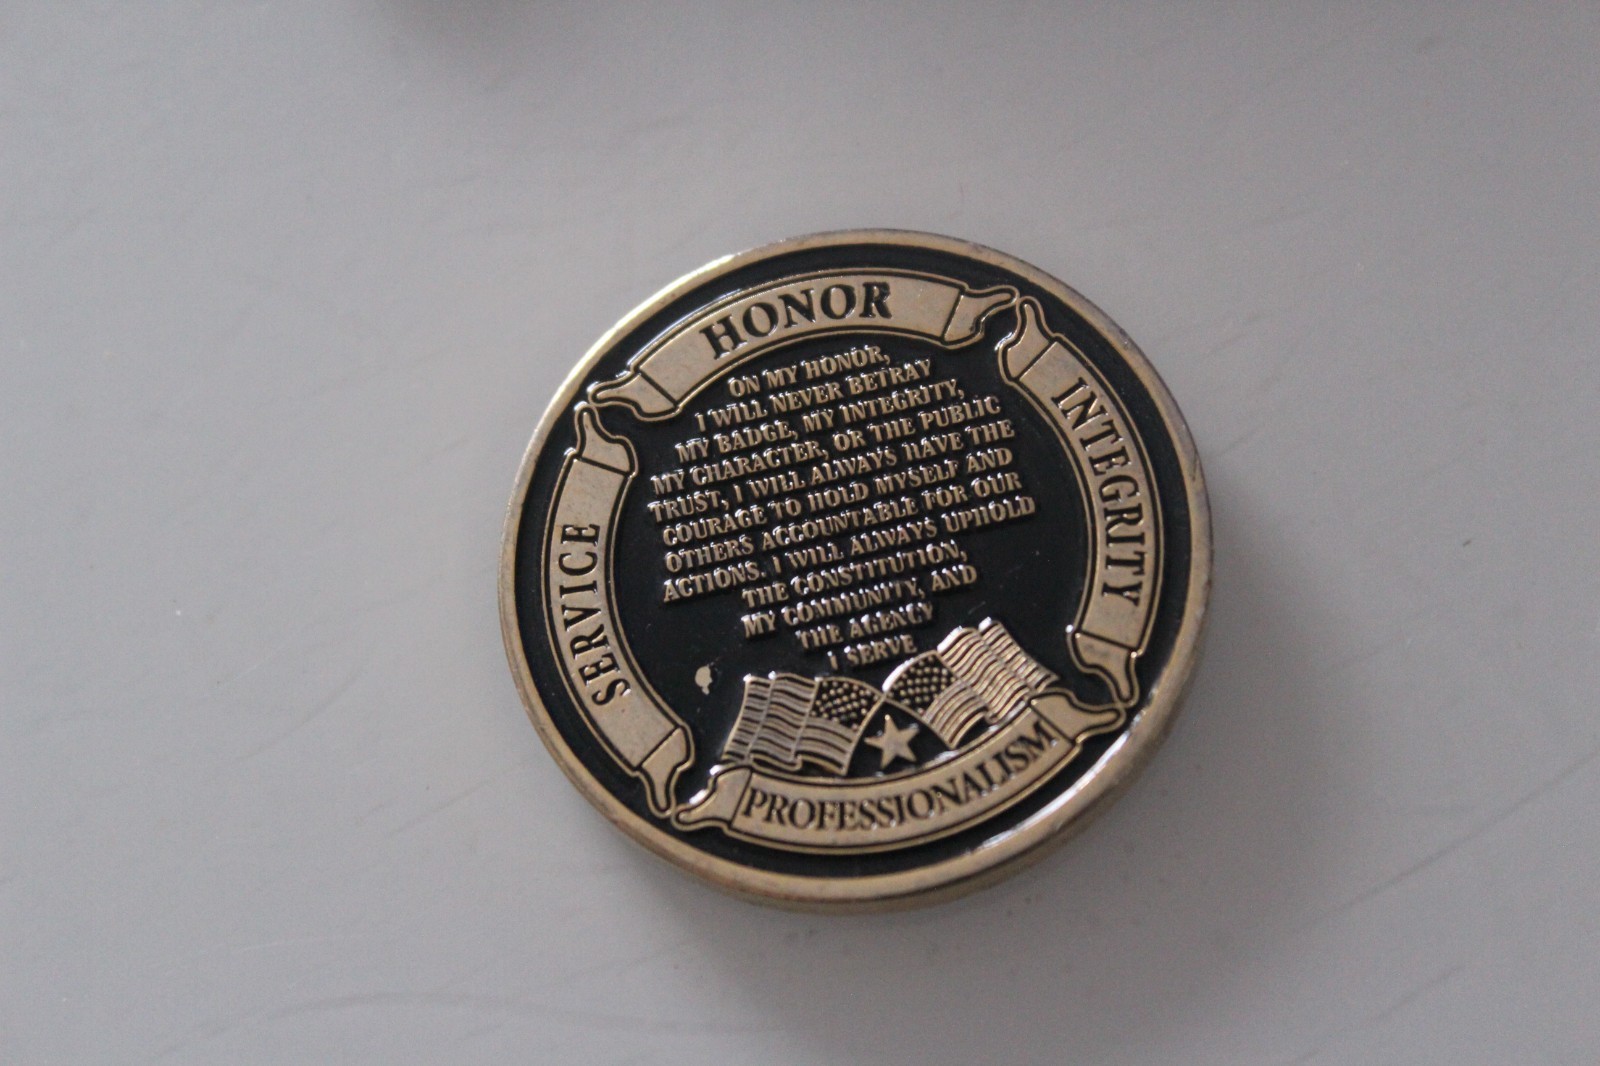 HONOR
ON MY HONOR,
I WILL NEVER BETRAY
MY BADGE, MY INTEGRITY,
MY CHARACTER, OR THE PUBLIC
TRUST, I WILL ALWAYS HAVE THE
COURAGE TO HOLD MYSELF AND
OTHERS ACCOUNTABLE FOR OUR
ACTIONS. I WILL ALWAYS UPHOLD
THE CONSTITUTION,
MY COMMUNITY, AND
THE AGENCY
I SERVE
INTEGRITY
SERVICE
PROFESSIONALISM